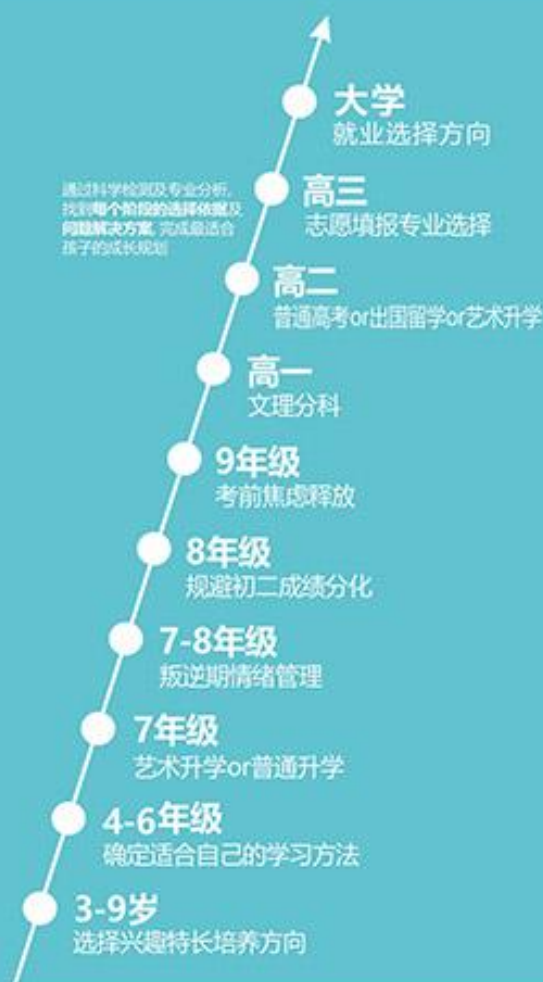 大学
就业选择方向
通过科学检测及专业分析,
找到每个阶段的选择依据及
问题解决方案, 完成最适合
孩子的成长规划
高三
志愿填报专业选择
高二
普通高考or出国留学or艺术升学
高一
文理分科
9年级
考前焦虑释放
8年级
规避初二成绩分化
7-8年级
叛逆期情绪管理
7年级
艺术升学or普通升学
4-6年级
确定适合自己的学习方法
3-9岁
选择兴趣特长培养方向